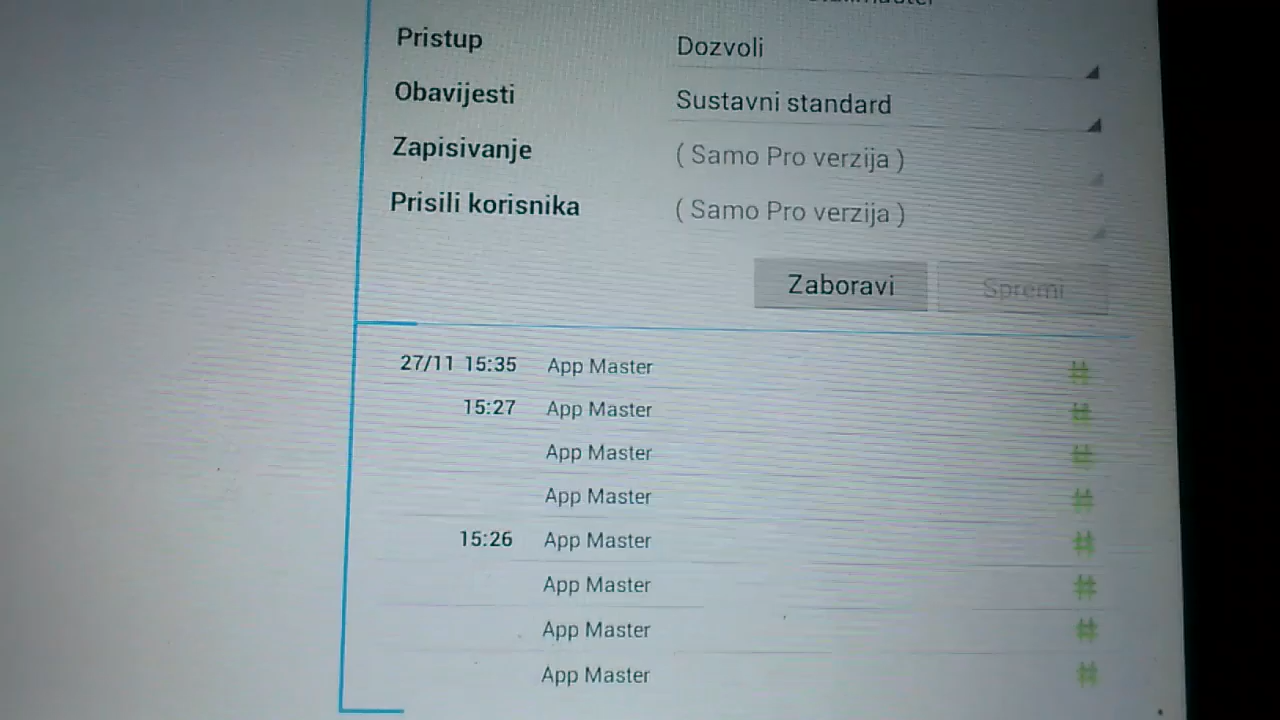 Pristup Dozvoli
Obavijesti Sustavni standard
Zapisivanje ( Samo Pro verzija )
Prisili korisnika ( Samo Pro verzija )
Zaboravi Spremi
27/11 15:35 App Master #
15:27 App Master #
App Master #
App Master #
15:26 App Master #
App Master #
App Master #
App Master #